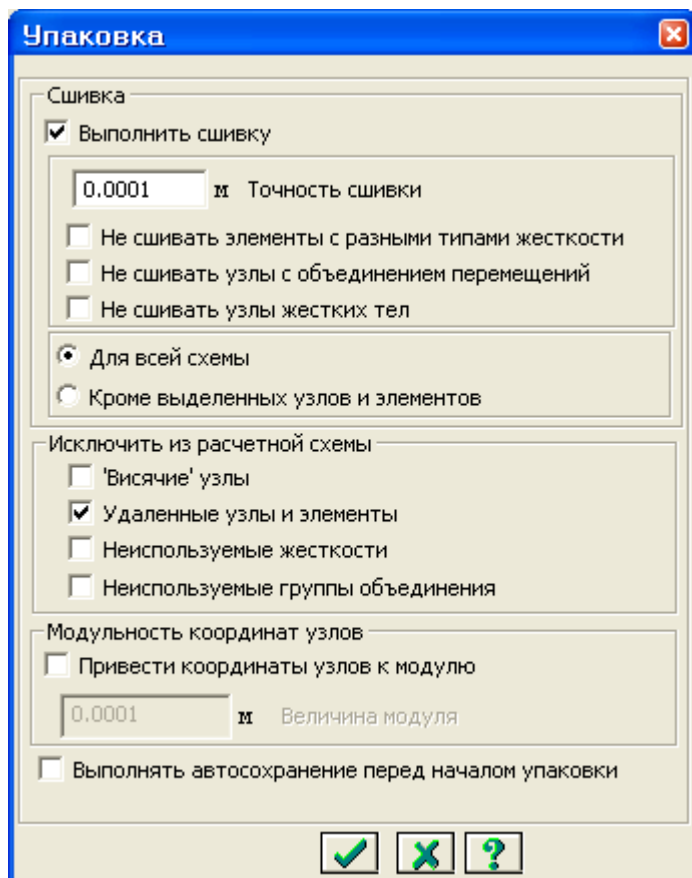 Упаковка
Сшивка
Выполнить сшивку
0.0001 м Точность сшивки
Не сшивать элементы с разными типами жесткости
Не сшивать узлы с объединением перемещений
Не сшивать узлы жестких тел
Для всей схемы
Кроме выделенных узлов и элементов
Исключить из расчетной схемы
'Висячие' узлы
Удаленные узлы и элементы
Неиспользуемые жесткости
Неиспользуемые группы объединения
Модульность координат узлов
Привести координаты узлов к модулю
0.0001 м Величина модуля
Выполнять автосохранение перед началом упаковки
?